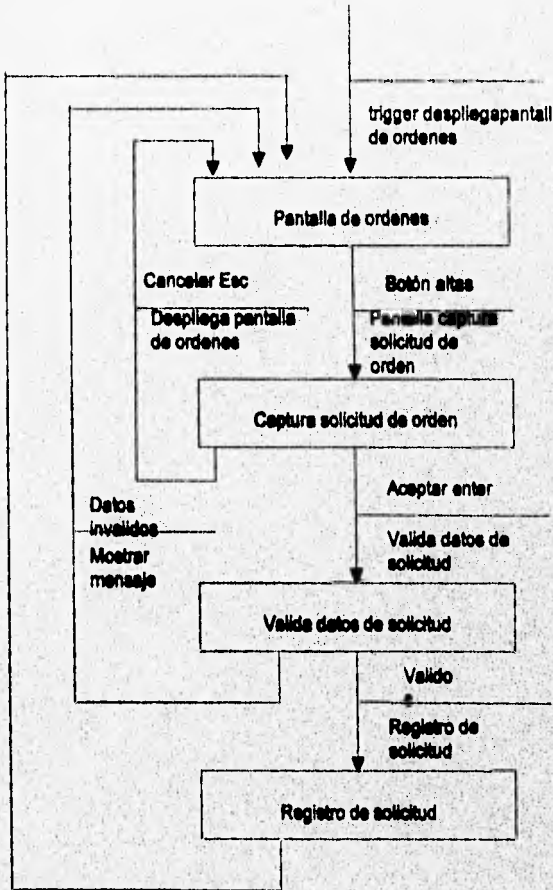 trigger despliegapantall
de ordenes
Pantalla de ordenes
Cancelar Esc
Despliega pantalla
de ordenes
Botón altas
Pantalla captura
solicitud de
orden
Captura solicitud de orden
Datos
invalidos
Mostrar
mensaje
Aceptar enter
Valida datos de
solicitud
Valida datos de solicitud
Valido
Registro de
solicitud
Registro de solicitud